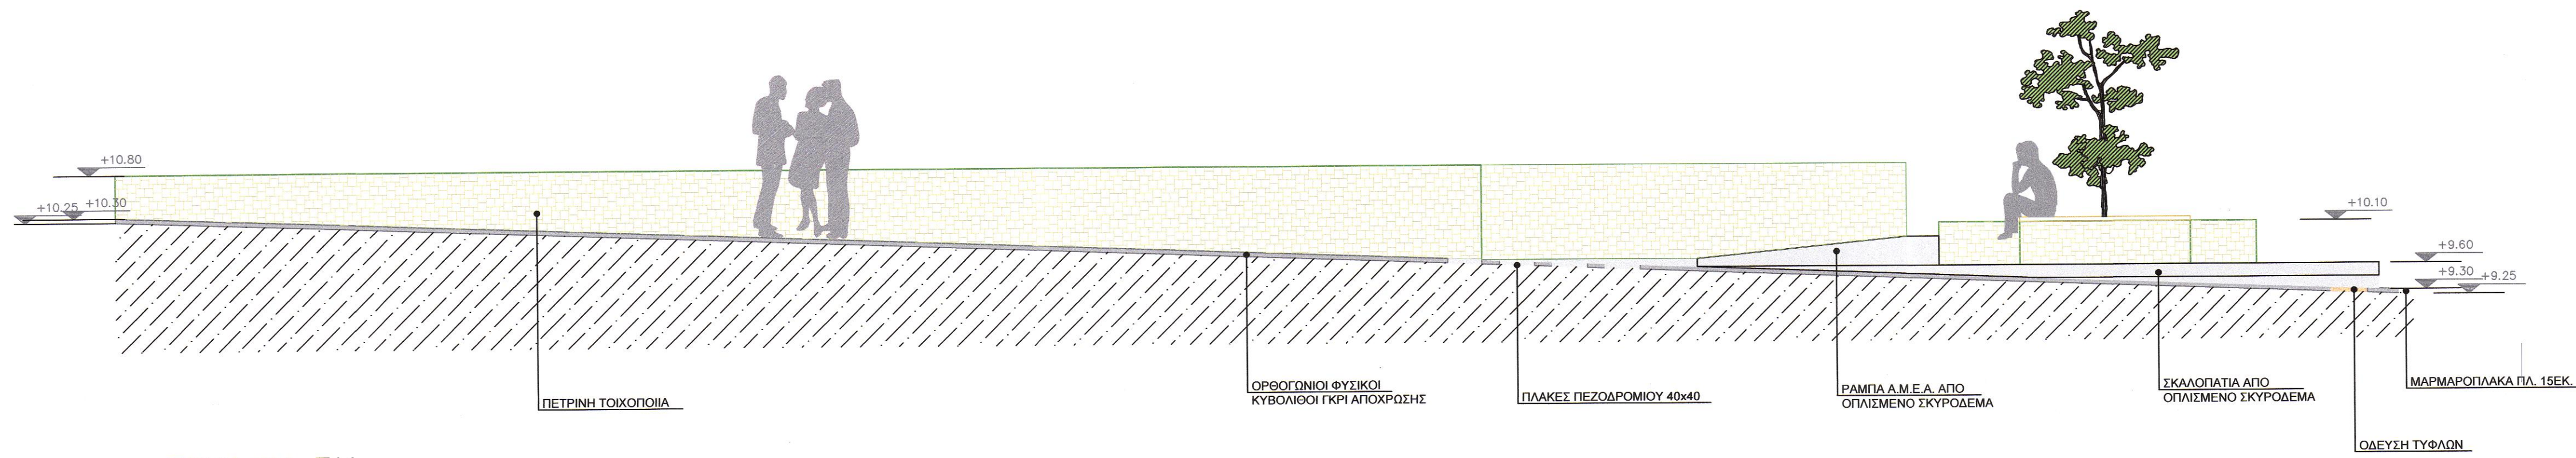 +10.80
+10.25
+10.30
+10.10
+9.60
+9.30
+9.25
ΠΕΤΡΙΝΗ ΤΟΙΧΟΠΟΙΙΑ
ΟΡΘΟΓΩΝΙΟΙ ΦΥΣΙΚΟΙ
ΚΥΒΟΛΙΘΟΙ ΓΚΡΙ ΑΠΟΧΡΩΣΗΣ
ΠΛΑΚΕΣ ΠΕΖΟΔΡΟΜΙΟΥ 40x40
ΡΑΜΠΑ Α.Μ.Ε.Α. ΑΠΟ
ΟΠΛΙΣΜΕΝΟ ΣΚΥΡΟΔΕΜΑ
ΣΚΑΛΟΠΑΤΙΑ ΑΠΟ
ΟΠΛΙΣΜΕΝΟ ΣΚΥΡΟΔΕΜΑ
ΜΑΡΜΑΡΟΠΛΑΚΑ ΠΛ. 15ΕΚ.
ΟΔΕΥΣΗ ΤΥΦΛΩΝ